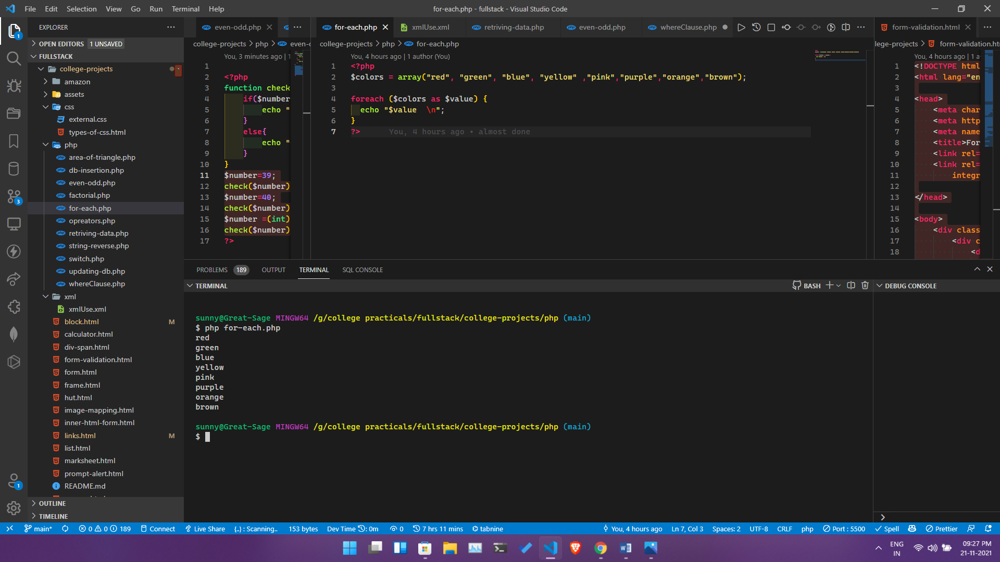 File Edit Selection View Go Run Terminal Help
for-each.php - fullstack - Visual Studio Code
EXPLORER
OPEN EDITORS 1 UNSAVED
FULLSTACK
college-projects
amazon
assets
css
external.css
types-of-css.html
php
area-of-triangle.php
db-insertion.php
even-odd.php
factorial.php
for-each.php
opreators.php
retriving-data.php
string-reverse.php
switch.php
updating-db.php
whereClause.php
xml
xmlUse.xml
block.html M
calculator.html
div-span.html
form-validation.html
form.html
frame.html
hut.html
image-mapping.html
inner-html-form.html
links.html M
list.html
marksheet.html
prompt-alert.html
README.md
OUTLINE
TIMELINE
1
3
1
even-odd.php
college-projects > php > even-
You, 3 minutes ago | 1
1
2 <?php
3 function check
4 if($number
5 echo "
6 }
7 else{
8 echo "
9 }
10 }
11 $number=39;
12 check($number)
13 $number=40;
14 check($number)
15 $number =(int)
16 check($number)
17 ?>
for-each.php xmlUse.xml retriving-data.php even-odd.php whereClause.php
college-projects > php > for-each.php
You, 4 hours ago | 1 author (You)
1 <?php
2 $colors = array("red", "green", "blue", "yellow" ,"pink","purple","orange","brown");
3
4 foreach ($colors as $value) {
5 echo "$value  \n";
6 }
7 ?> You, 4 hours ago • almost done
form-validation.html
lege-projects > form-validation.ht
You, 4 hours ago | 1 a
1 <!DOCTYPE html
2 <html lang="en
3
4 <head>
5 <meta char
6 <meta http
7 <meta name
8 <title>For
9 <link rel=
10 <link rel=
11 integr
12
13 </head>
14
15 <body>
16 <div class
17 <div c
18 <d
PROBLEMS 189 OUTPUT TERMINAL SQL CONSOLE
TERMINAL BASH
DEBUG CONSOLE
sunny@Great-Sage MINGW64 /g/college practicals/fullstack/college-projects/php (main)
$ php for-each.php
red
green
blue
yellow
pink
purple
orange
brown
sunny@Great-Sage MINGW64 /g/college practicals/fullstack/college-projects/php (main)
$
main* 0 0 189 Connect Live Share {..} : Scanning.. 153 bytes Dev Time : 0m 0 7 hrs 11 mins tabnine You, 4 hours ago Ln 7, Col 3 Spaces: 2 UTF-8 CRLF php Port : 5500 Spell Prettier
ENG
IN
09:27 PM
21-11-2021